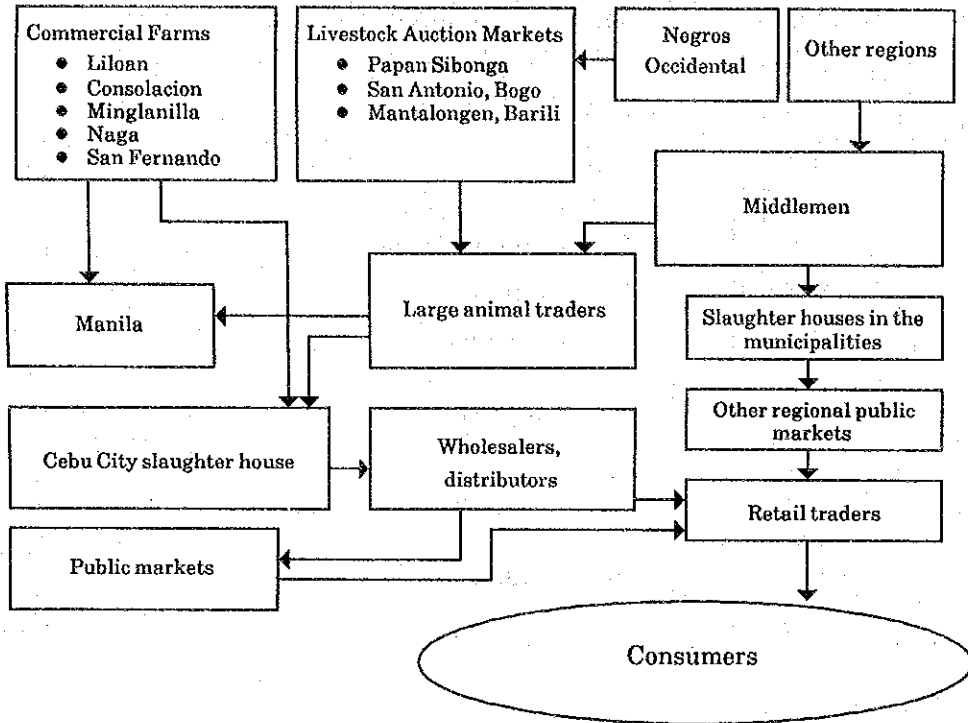 Commercial Farms
● Liloan
● Consolacion
● Minglanilla
● Naga
● San Fernando
Livestock Auction Markets
● Papan Sibonga
● San Antonio, Bogo
● Mantalongen, Barili
Negros
Occidental
Other regions
Middlemen
Manila
Large animal traders
Slaughter houses in the
municipalities
Other regional public
markets
Cebu City slaughter house
Wholesalers,
distributors
Retail traders
Public markets
Consumers